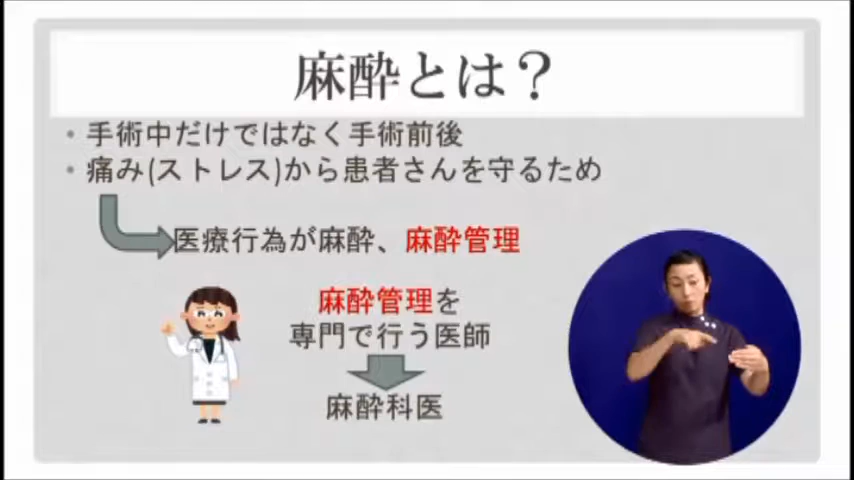 麻酔とは？
• 手術中だけではなく手術前後
• 痛み(ストレス)から患者さんを守るため
医療行為が麻酔、麻酔管理
麻酔管理を
専門で行う医師
麻酔科医